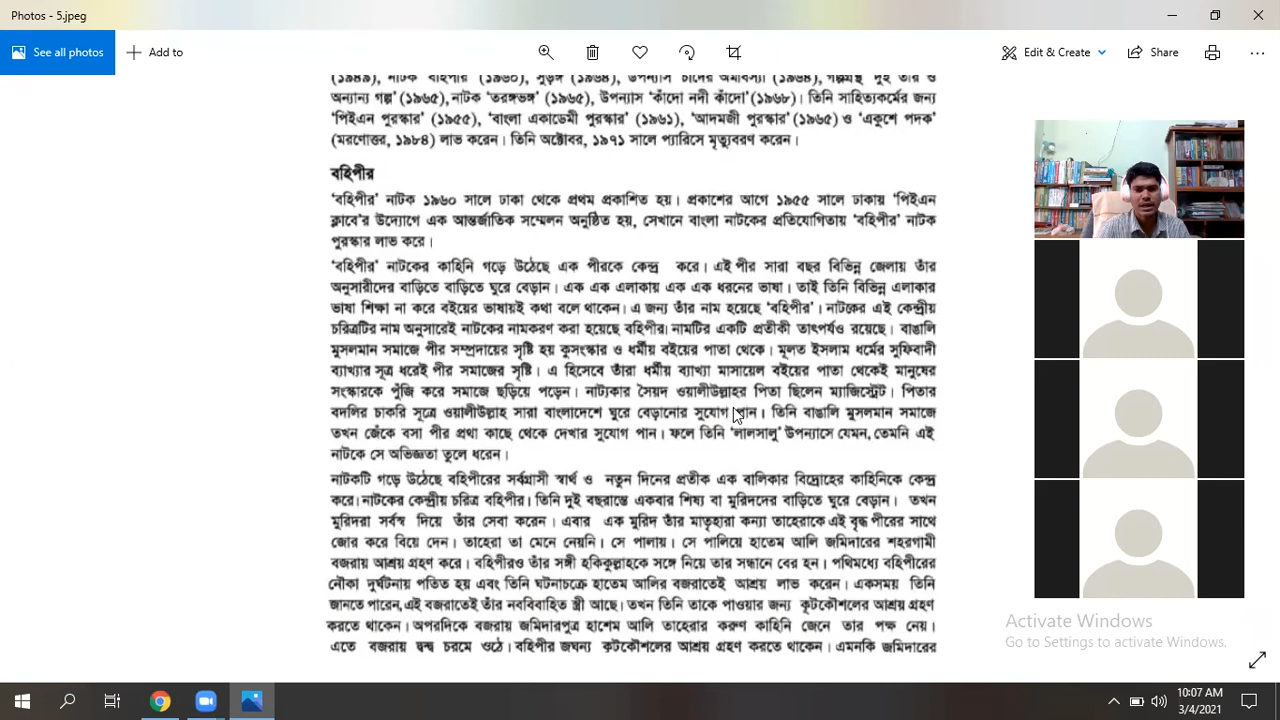 Photos - 5.jpeg
See all photos
Add to
Edit & Create
Share
(১৯৪৯), নাটক 'বহিপীর' (১৯৬০), সুড়ঙ্গ (১৯৬৪), উপন্যাস চাঁদের অমাবস্যা (১৯৬৪), গল্পগ্রন্থ দুই তীর ও
অন্যান্য গল্প' (১৯৬৫), নাটক 'তরঙ্গভঙ্গ' (১৯৬৫), উপন্যাস 'কাঁদো নদী কাঁদো'(১৯৬৮)। তিনি সাহিত্যকর্মের জন্য
'পিইএন পুরস্কার' (১৯৫৫), 'বাংলা একাডেমী পুরস্কার' (১৯৬১), 'আদমজী পুরস্কার' (১৯৬৫) ও 'একুশে পদক'
(মরণোত্তর, ১৯৮৪) লাভ করেন। তিনি অক্টোবর, ১৯৭১ সালে প্যারিসে মৃত্যুবরণ করেন।
বহিপীর
'বহিপীর' নাটক ১৯৬০ সালে ঢাকা থেকে প্রথম প্রকাশিত হয়। প্রকাশের আগে ১৯৫৫ সালে ঢাকায় 'পিইএন
ক্লাবে'র উদ্যোগে এক আন্তর্জাতিক সম্মেলন অনুষ্ঠিত হয়, সেখানে বাংলা নাটকের প্রতিযোগিতায় 'বহিপীর' নাটক
পুরস্কার লাভ করে।
'বহিপীর' নাটকের কাহিনি গড়ে উঠেছে এক পীরকে কেন্দ্র করে। এই পীর সারা বছর বিভিন্ন জেলায় তাঁর
অনুসারীদের বাড়িতে বাড়িতে ঘুরে বেড়ান। এক এক এলাকায় এক এক ধরনের ভাষা। তাই তিনি বিভিন্ন এলাকার
ভাষা শিক্ষা না করে বইয়ের ভাষায়ই কথা বলে থাকেন। এ জন্য তাঁর নাম হয়েছে 'বহিপীর'। নাটকের এই কেন্দ্রীয়
চরিত্রটির নাম অনুসারেই নাটকের নামকরণ করা হয়েছে বহিপীর। নামটির একটি প্রতীকী তাৎপর্যও রয়েছে। বাঙালি
মুসলমান সমাজে পীর সম্প্রদায়ের সৃষ্টি হয় কুসংস্কার ও ধর্মীয় বইয়ের পাতা থেকে। মূলত ইসলাম ধর্মের সুফিবাদী
ব্যাখ্যার সূত্র ধরেই পীর সমাজের সৃষ্টি। এ হিসেবে তাঁরা ধর্মীয় ব্যাখ্যা মাসায়েল বইয়ের পাতা থেকেই মানুষের
সংস্কারকে পুঁজি করে সমাজে ছড়িয়ে পড়েন। নাট্যকার সৈয়দ ওয়ালীউল্লাহর পিতা ছিলেন ম্যাজিস্ট্রেট। পিতার
বদলির চাকরি সূত্রে ওয়ালীউল্লাহ সারা বাংলাদেশে ঘুরে বেড়ানোর সুযোগ পান। তিনি বাঙালি মুসলমান সমাজে
তখন জেঁকে বসা পীর প্রথা কাছে থেকে দেখার সুযোগ পান। ফলে তিনি 'লালসালু' উপন্যাসে যেমন, তেমনি এই
নাটকে সে অভিজ্ঞতা তুলে ধরেন।
নাটকটি গড়ে উঠেছে বহিপীরের সর্বগ্রাসী স্বার্থ ও নতুন দিনের প্রতীক এক বালিকার বিদ্রোহের কাহিনিকে কেন্দ্র
করে। নাটকের কেন্দ্রীয় চরিত্র বহিপীর। তিনি দুই বছরান্তে একবার শিষ্য বা মুরিদদের বাড়িতে ঘুরে বেড়ান। তখন
মুরিদরা সর্বস্ব দিয়ে তাঁর সেবা করেন। এবার এক মুরিদ তাঁর মাতৃহারা কন্যা তাহেরাকে এই বৃদ্ধ পীরের সাথে
জোর করে বিয়ে দেন। তাহেরা তা মেনে নেয়নি। সে পালায়। সে পালিয়ে হাতেম আলি জমিদারের শহরগামী
বজরায় আশ্রয় গ্রহণ করে। বহিপীরও তাঁর সঙ্গী হকিকুল্লাহকে সঙ্গে নিয়ে তার সন্ধানে বের হন। পথিমধ্যে বহিপীরের
নৌকা দুর্ঘটনায় পতিত হয় এবং তিনি ঘটনাচক্রে হাতেম আলির বজরাতেই আশ্রয় লাভ করেন। একসময় তিনি
জানতে পারেন, এই বজরাতেই তাঁর নববিবাহিত স্ত্রী আছে। তখন তিনি তাকে পাওয়ার জন্য কূটকৌশলের আশ্রয় গ্রহণ
করতে থাকেন। অপরদিকে বজরায় জমিদারপুত্র হাশেম আলি তাহেরার করুণ কাহিনি জেনে তার পক্ষ নেয়।
এতে বজরায় দ্বন্দ্ব চরমে ওঠে। বহিপীর জঘন্য কূটকৌশলের আশ্রয় গ্রহণ করতে থাকেন। এমনকি জমিদারের
Activate Windows
Go to Settings to activate Windows.
10:07 AM
3/4/2021